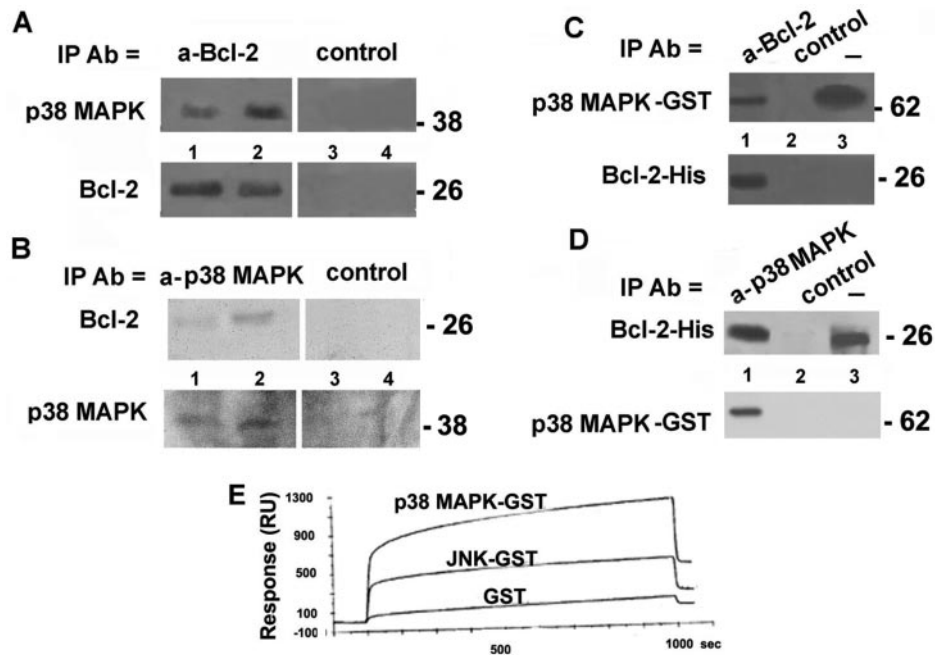 A
IP Ab = a-Bcl-2 control
p38 MAPK - 38
1 2 3 4
Bcl-2 - 26
B
IP Ab = a-p38 MAPK control
Bcl-2 - 26
1 2 3 4
p38 MAPK - 38
C
IP Ab = a-Bcl-2 control –
p38 MAPK-GST - 62
1 2 3
Bcl-2-His - 26
D
IP Ab = a-p38 MAPK control –
Bcl-2-His - 26
1 2 3
p38 MAPK-GST - 62
E
Response (RU)
1300
900
500
100
-100
p38 MAPK-GST
JNK-GST
GST
500 1000 sec